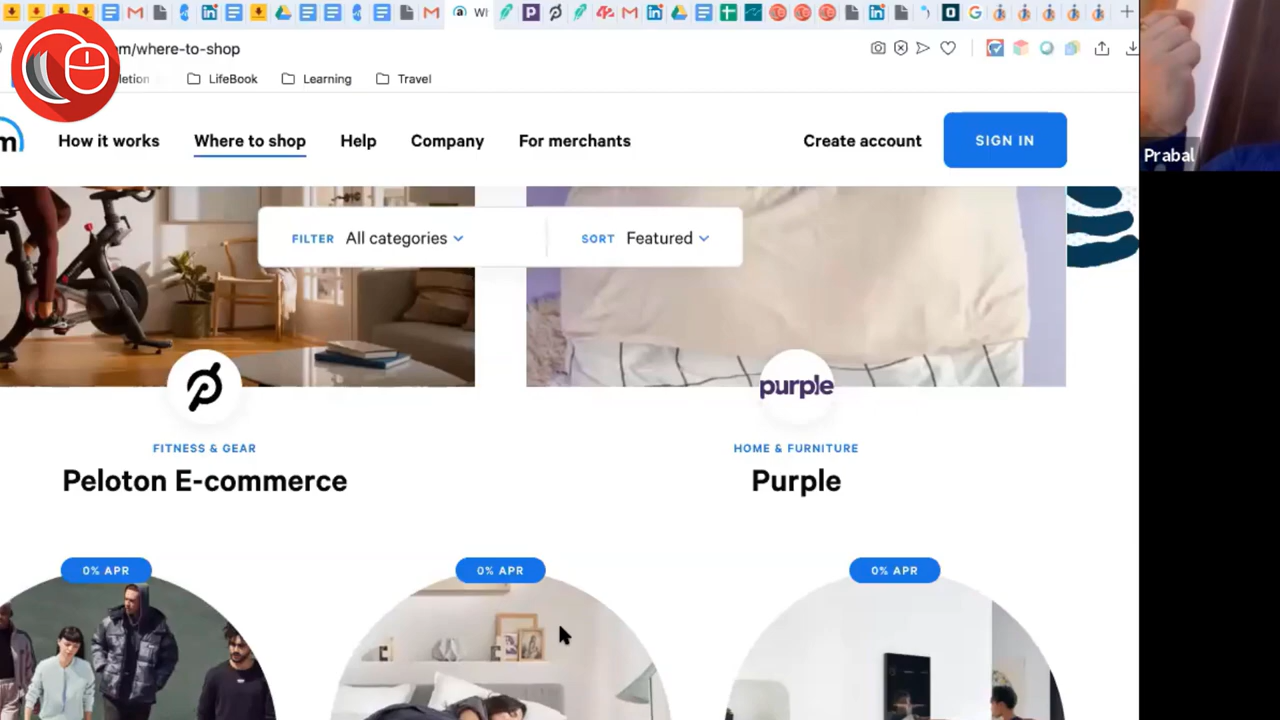 Wh
m/where-to-shop
letion
LifeBook
Learning
Travel
m
How it works
Where to shop
Help
Company
For merchants
Create account
SIGN IN
Prabal
FILTER All categories
SORT Featured
purple
FITNESS & GEAR
Peloton E-commerce
HOME & FURNITURE
Purple
0% APR
0% APR
0% APR